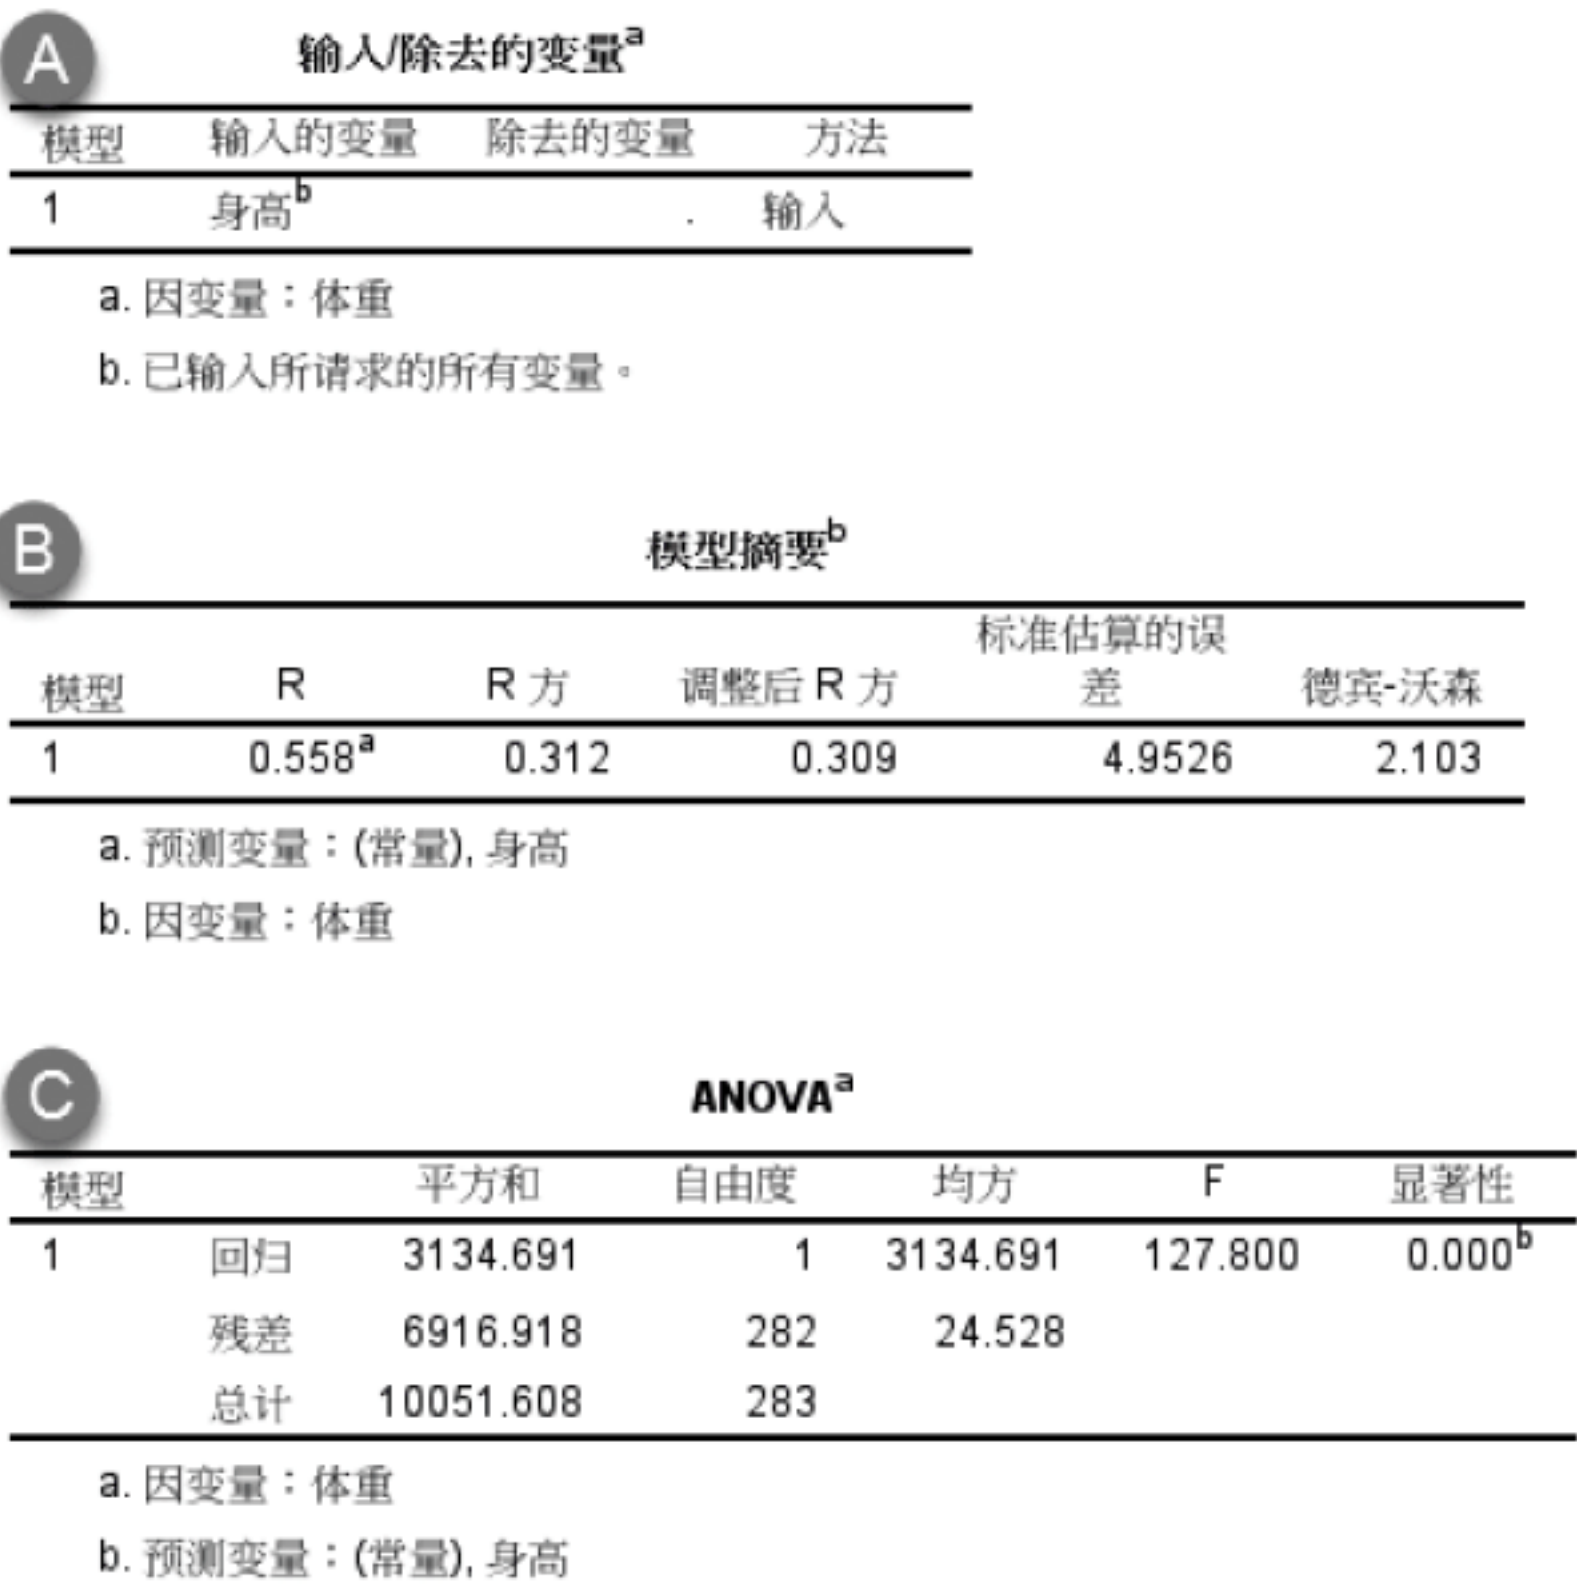 A
输入/除去的变量a
模型 输入的变量 除去的变量 方法
1 身高b . 输入
a. 因变量：体重
b. 已输入所请求的所有变量。
B
模型摘要b
标准估算的误
模型 R R 方 调整后 R 方 差 德宾-沃森
1 0.558a 0.312 0.309 4.9526 2.103
a. 预测变量：(常量), 身高
b. 因变量：体重
C
ANOVAa
模型 平方和 自由度 均方 F 显著性
1 回归 3134.691 1 3134.691 127.800 0.000b
残差 6916.918 282 24.528
总计 10051.608 283
a. 因变量：体重
b. 预测变量：(常量), 身高